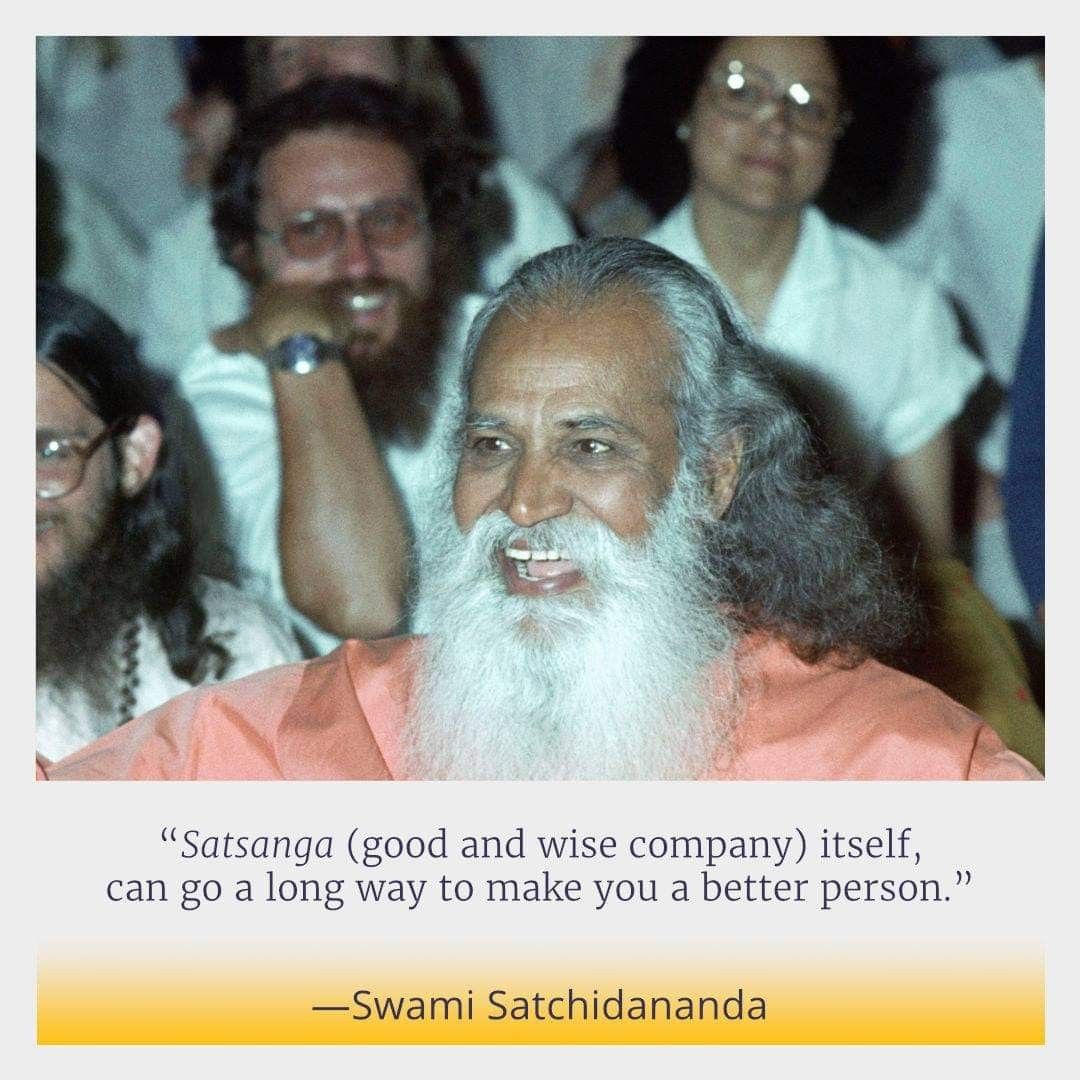 “Satsanga (good and wise company) itself,
can go a long way to make you a better person.”
—Swami Satchidananda